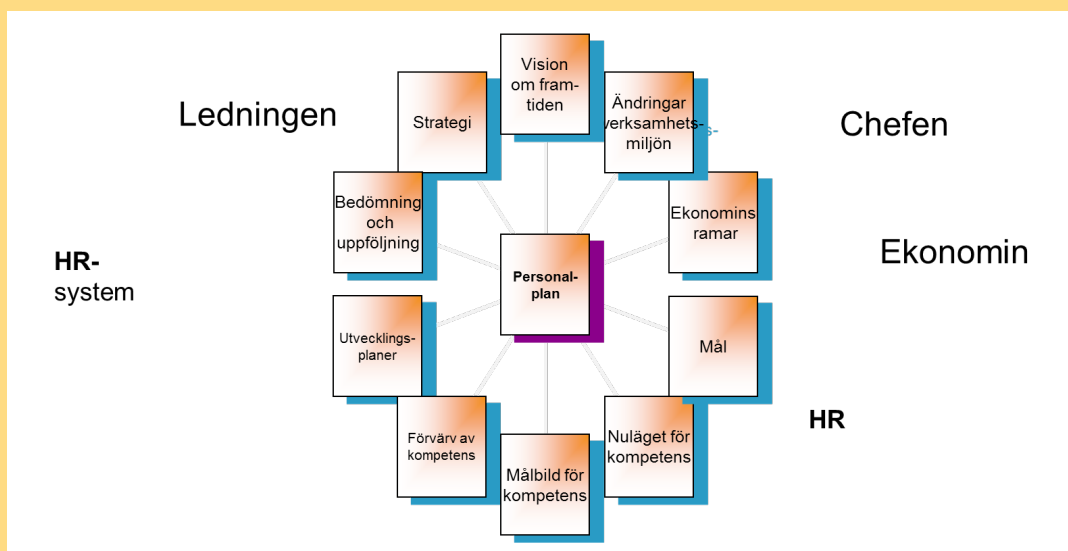 Vision
om fram-
tiden
Strategi
Ändringar
verksamhets-
miljön
Ledningen
Chefen
Bedömning
och
uppföljning
Ekonomins
ramar
Ekonomin
HR-
system
Personal-
plan
Utvecklings-
planer
Mål
HR
Förvärv av
kompetens
Målbild för
kompetens
Nuläget för
kompetens